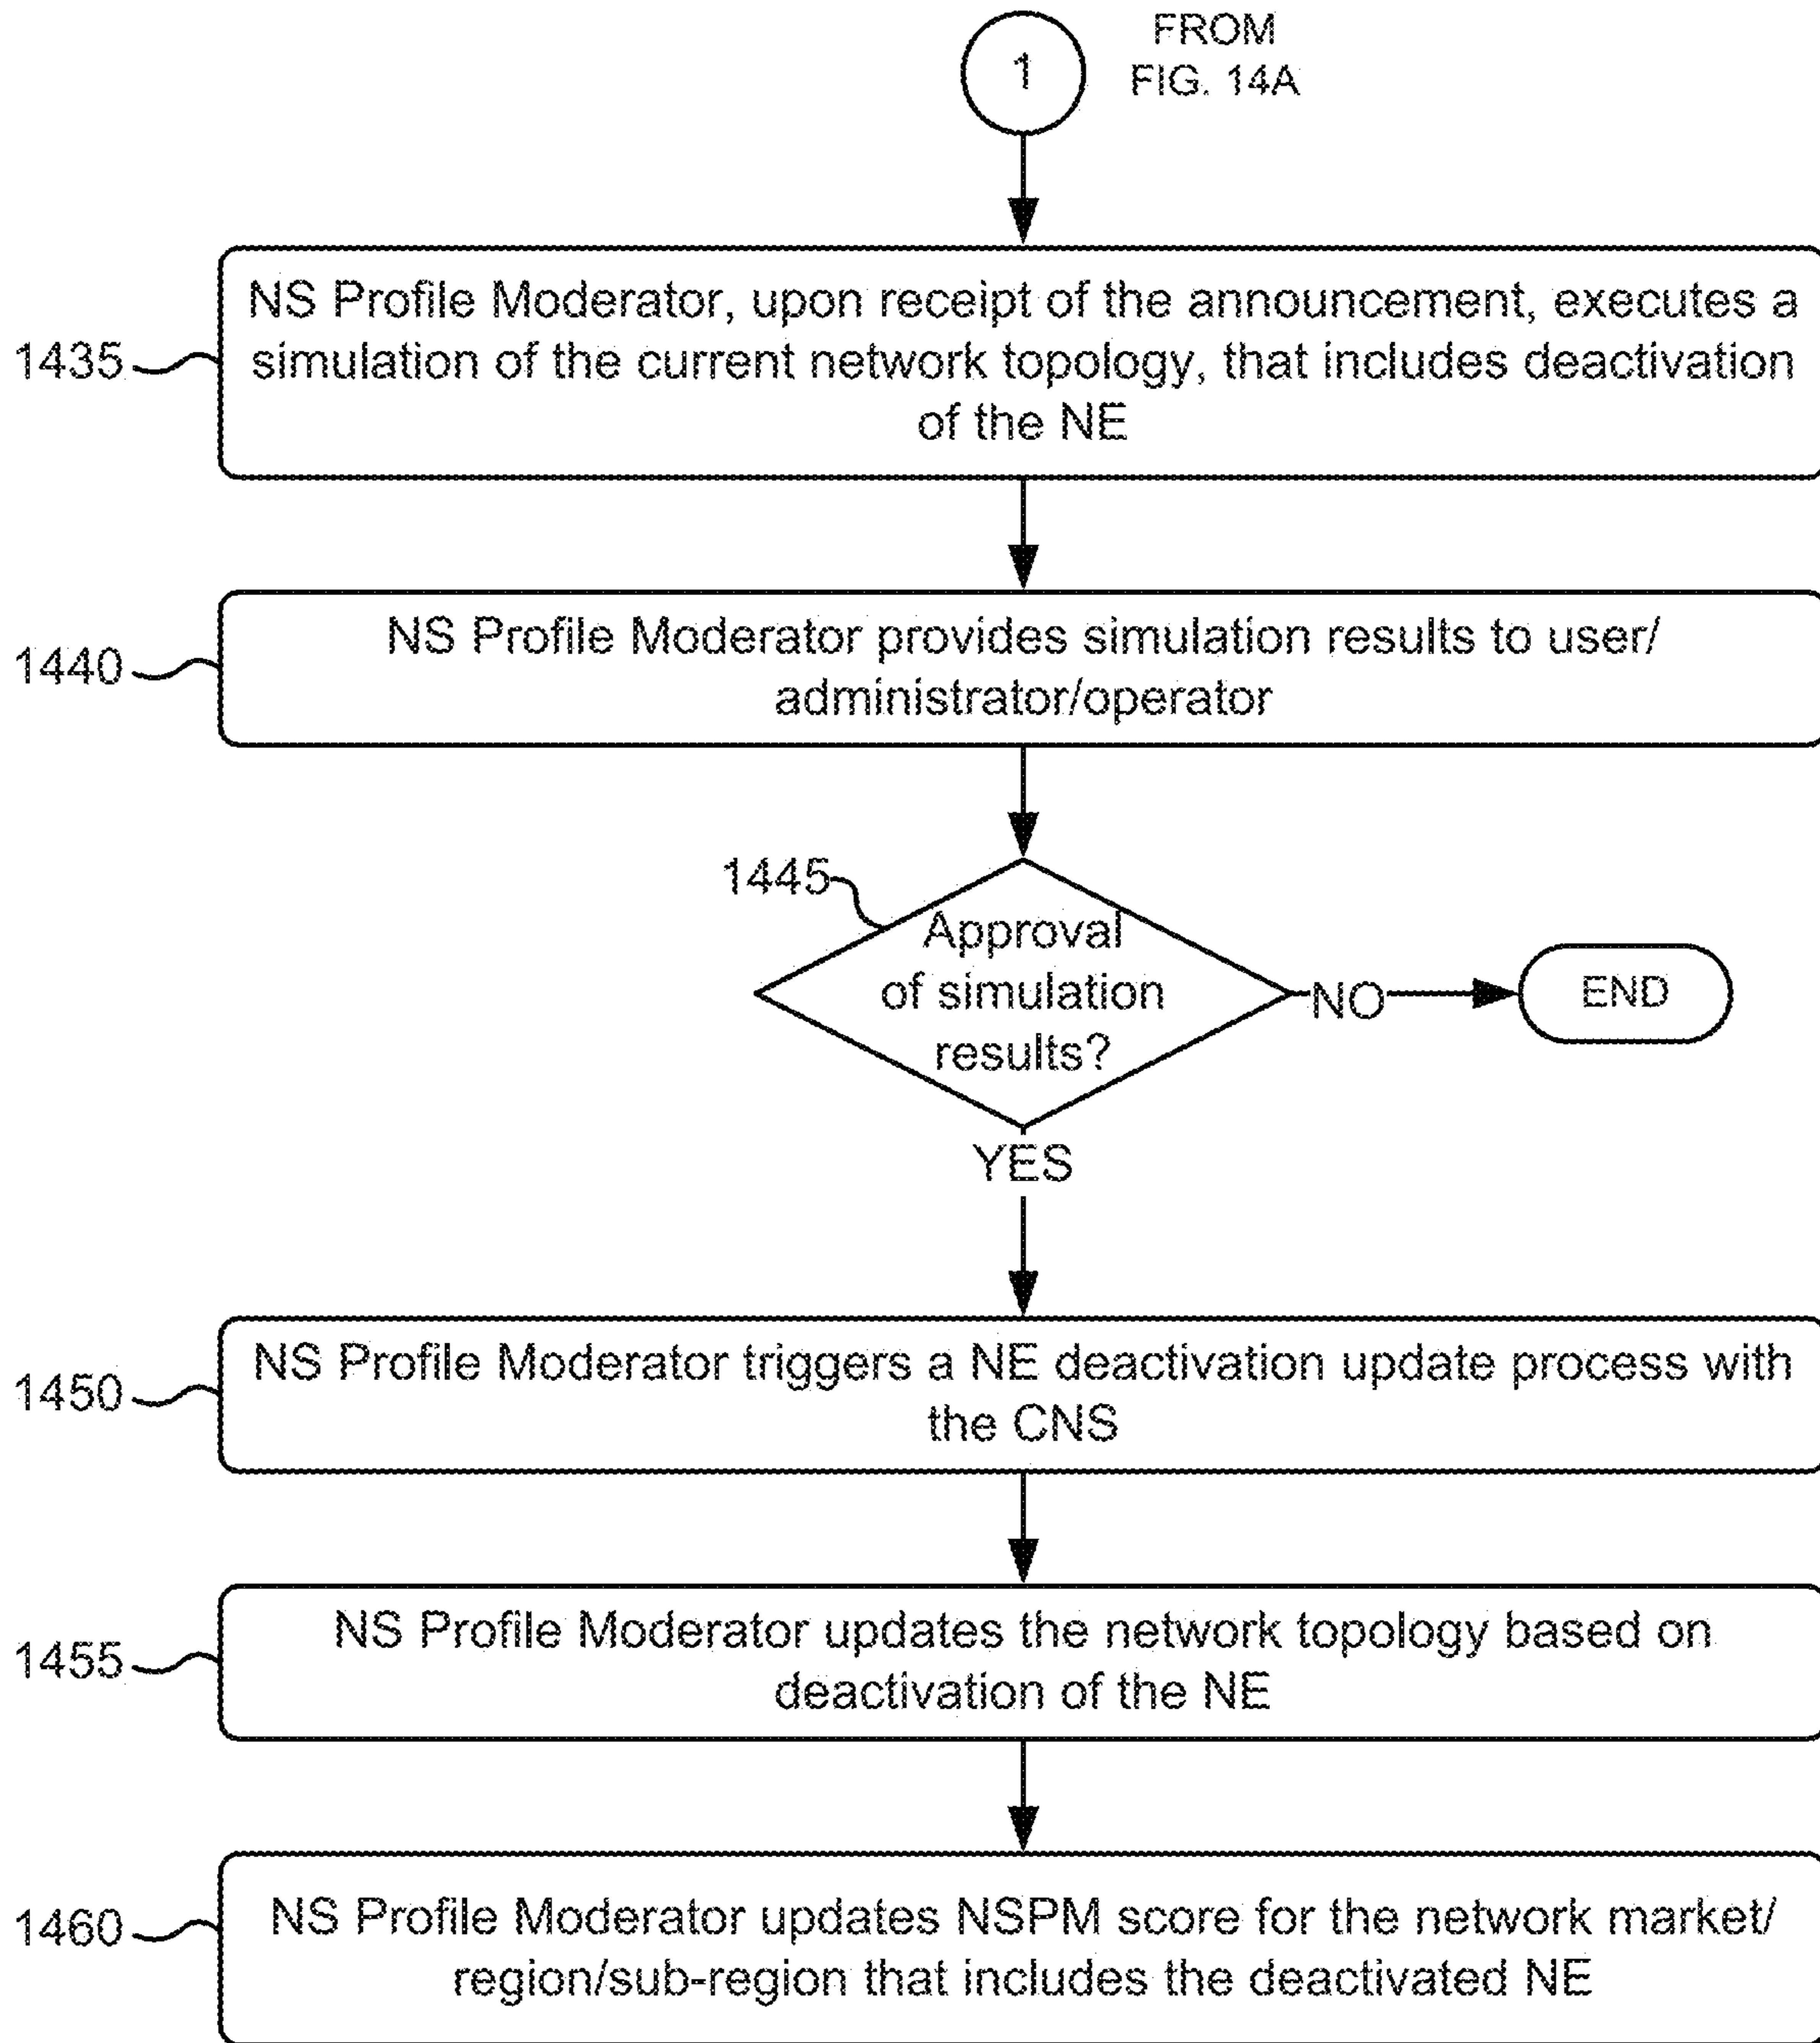 1
FROM
FIG. 14A
1435
NS Profile Moderator, upon receipt of the announcement, executes a
simulation of the current network topology, that includes deactivation
of the NE
1440
NS Profile Moderator provides simulation results to user/
administrator/operator
1445
Approval
of simulation
results?
NO
END
YES
1450
NS Profile Moderator triggers a NE deactivation update process with
the CNS
1455
NS Profile Moderator updates the network topology based on
deactivation of the NE
1460
NS Profile Moderator updates NSPM score for the network market/
region/sub-region that includes the deactivated NE